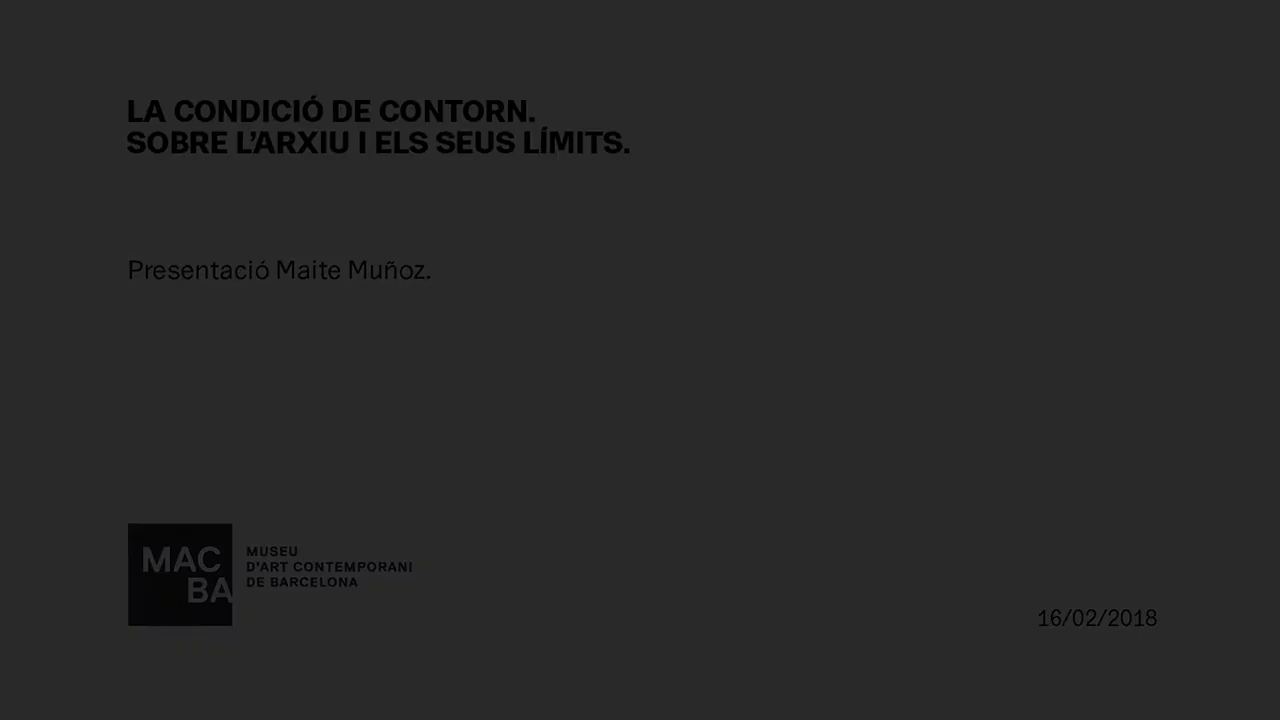 LA CONDICIÓ DE CONTORN.
SOBRE L’ARXIU I ELS SEUS LÍMITS.
Presentació Maite Muñoz.
MAC
BA
MUSEU
D'ART CONTEMPORANI
DE BARCELONA
16/02/2018